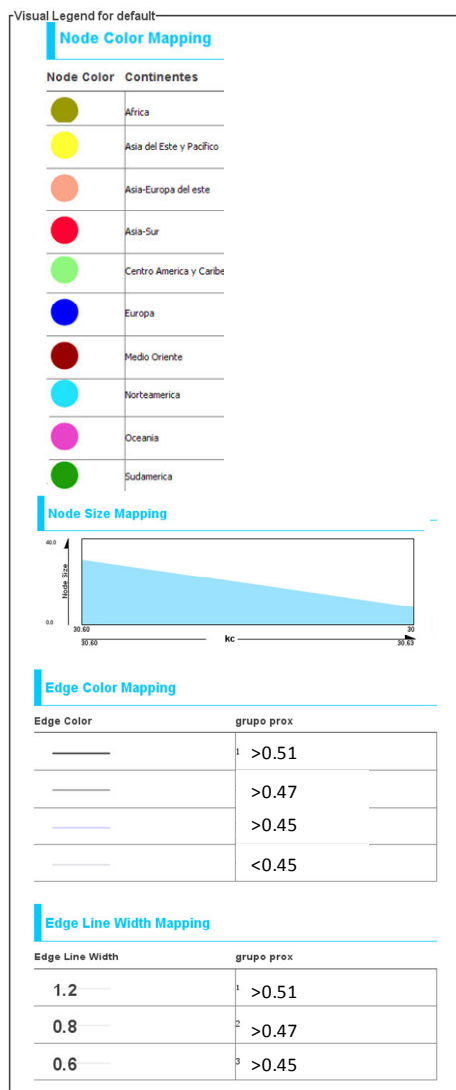 Visual Legend for default
Node Color Mapping
Node Color Continentes
Africa
Asia del Este y Pacifico
Asia-Europa del este
Asia-Sur
Centro America y Caribe
Europa
Medio Oriente
Norteamerica
Oceania
Sudamerica
Node Size Mapping
40.0
Node Size
0.0
30.60 30
30.60 kc 30.63
Edge Color Mapping
Edge Color grupo prox
1 >0.51
>0.47
>0.45
<0.45
Edge Line Width Mapping
Edge Line Width grupo prox
1.2 1 >0.51
0.8 2 >0.47
0.6 3 >0.45